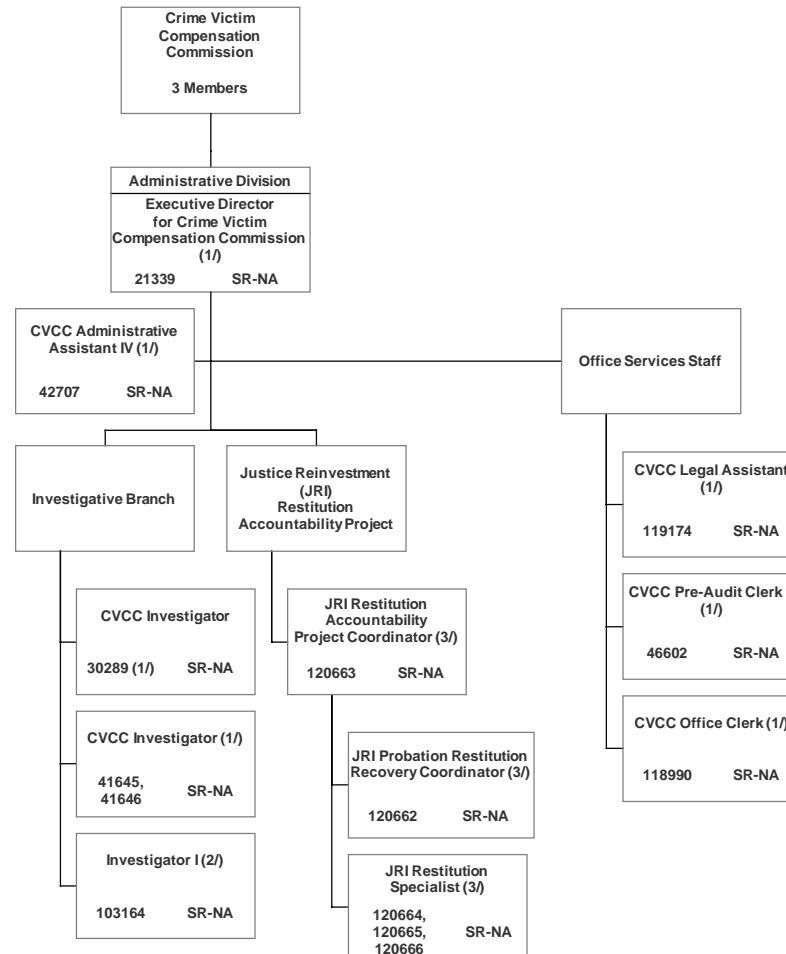 Crime Victim
Compensation
Commission
3 Members
Administrative Division
Executive Director
for Crime Victim
Compensation Commission
(1/)
21339 SR-NA
CVCC Administrative
Assistant IV (1/)
42707 SR-NA
Office Services Staff
Investigative Branch
Justice Reinvestment
(JRI)
Restitution
Accountability Project
CVCC Legal Assistant
(1/)
119174 SR-NA
CVCC Pre-Audit Clerk
(1/)
46602 SR-NA
CVCC Office Clerk (1/)
118990 SR-NA
CVCC Investigator
30289 (1/) SR-NA
CVCC Investigator (1/)
41645,
41646 SR-NA
Investigator I (2/)
103164 SR-NA
JRI Restitution
Accountability
Project Coordinator (3/)
120663 SR-NA
JRI Probation Restitution
Recovery Coordinator (3/)
120662 SR-NA
JRI Restitution
Specialist (3/)
120664,
120665, SR-NA
120666